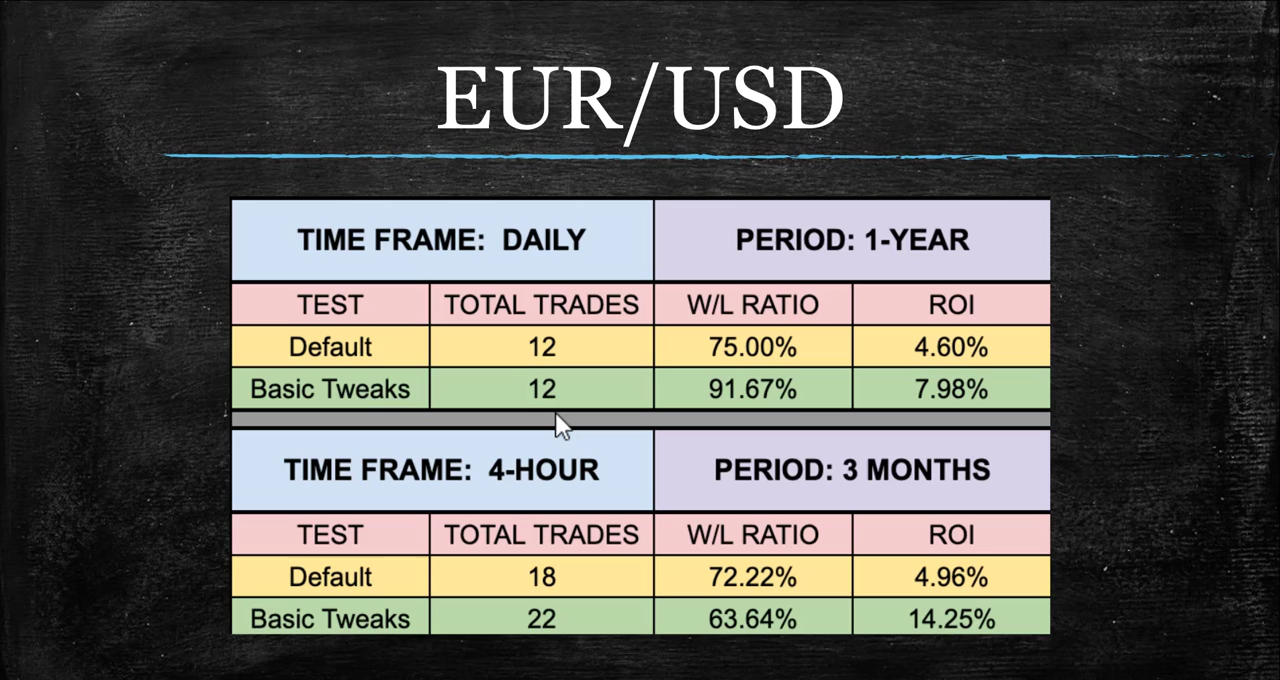 EUR/USD
TIME FRAME: DAILY PERIOD: 1-YEAR
TEST TOTAL TRADES W/L RATIO ROI
Default 12 75.00% 4.60%
Basic Tweaks 12 91.67% 7.98%
TIME FRAME: 4-HOUR PERIOD: 3 MONTHS
TEST TOTAL TRADES W/L RATIO ROI
Default 18 72.22% 4.96%
Basic Tweaks 22 63.64% 14.25%